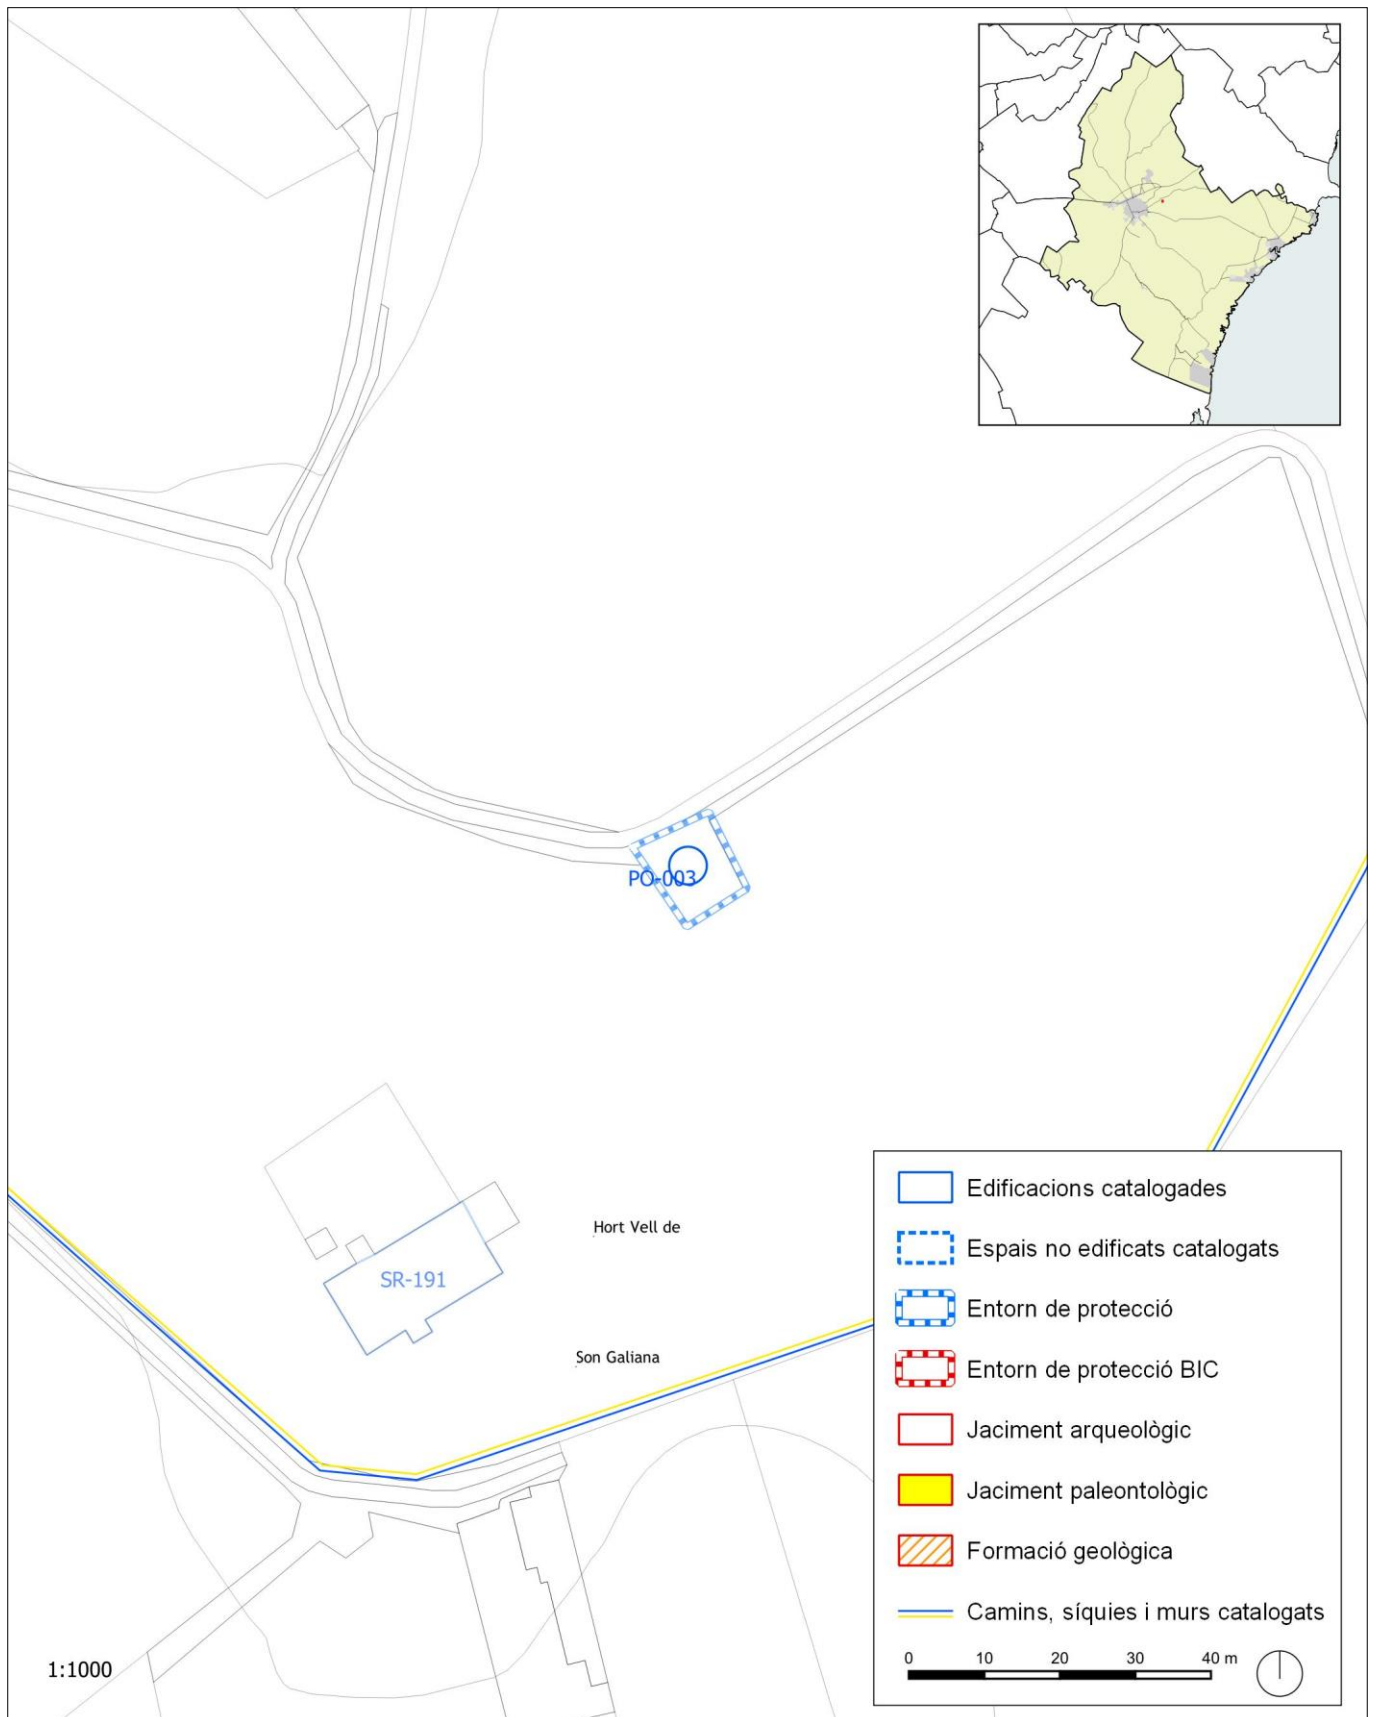 PO-003
Hort Vell de
SR-191
Son Galiana
Edificacions catalogades
Espais no edificats catalogats
Entorn de protecció
Entorn de protecció BIC
Jaciment arqueològic
Jaciment paleontològic
Formació geològica
Camins, síquies i murs catalogats
0 10 20 30 40 m
1:1000